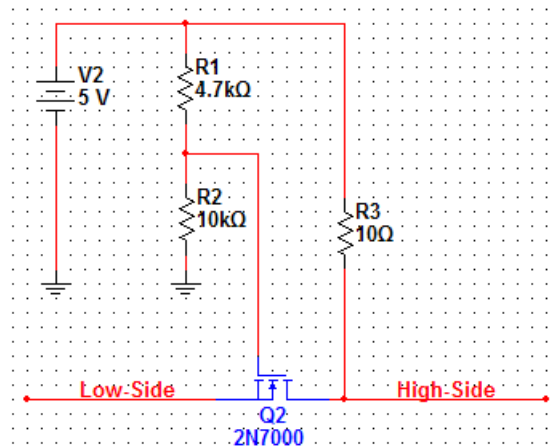 V2
5 V
R1
4.7kΩ
R2
10kΩ
R3
10Ω
Low-Side
High-Side
Q2
2N7000